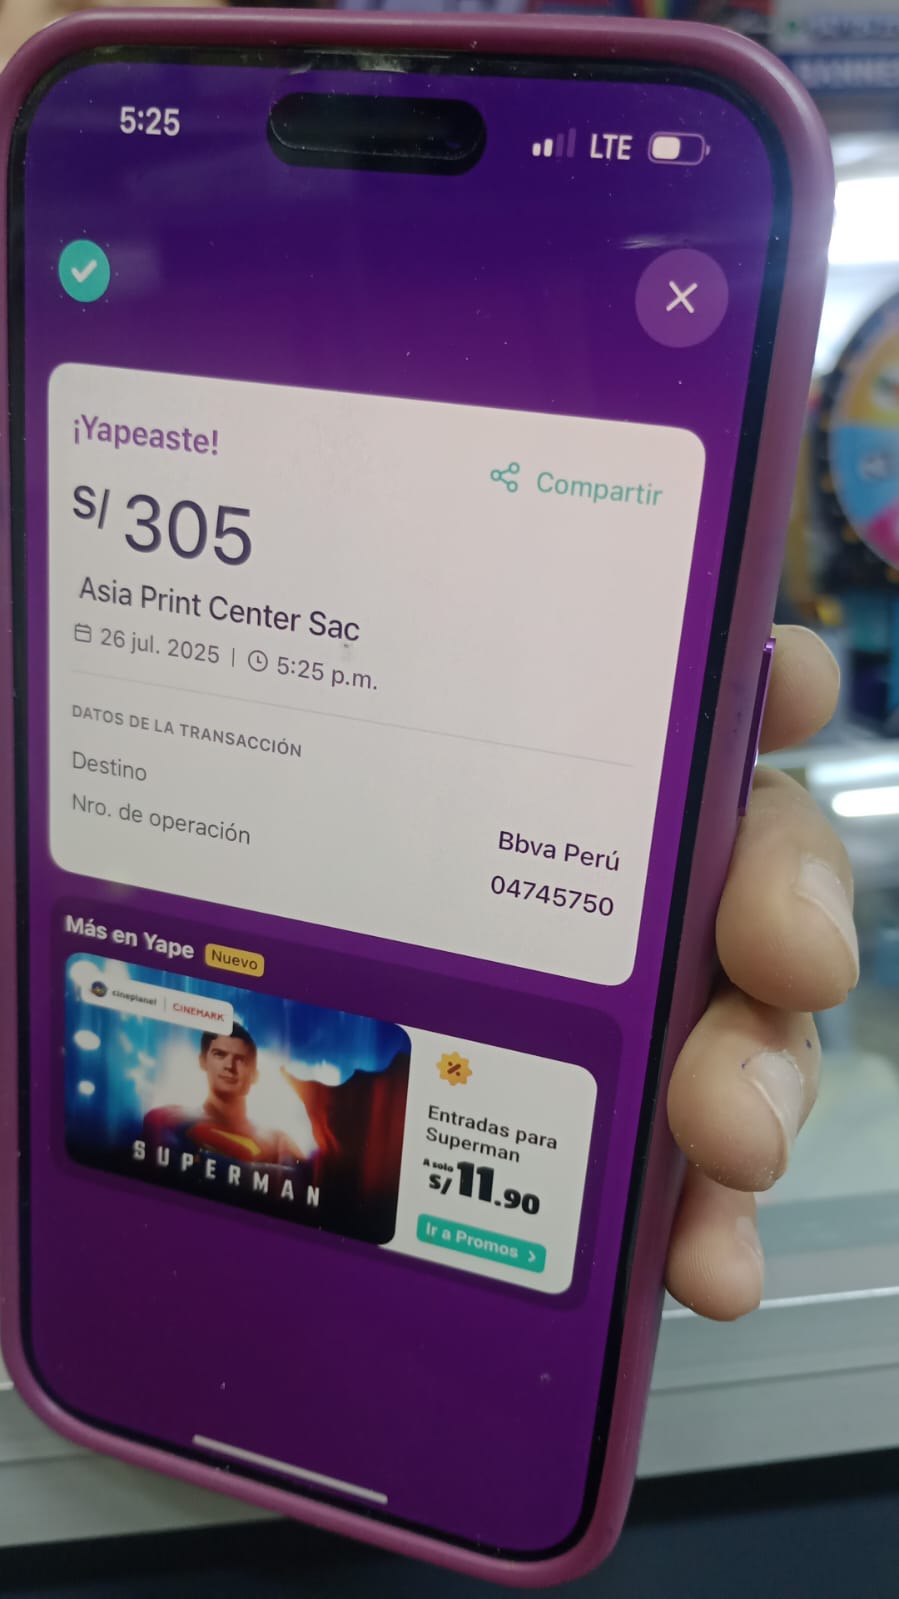 5:25
LTE
¡Yapeaste!
Compartir
S/ 305
Asia Print Center Sac
26 jul. 2025 | 5:25 p.m.
DATOS DE LA TRANSACCIÓN
Destino
Bbva Perú
Nro. de operación
04745750
Más en Yape
Nuevo
cineplanet | CINEMARK
SUPERMAN
Entradas para
Superman
A solo
S/ 11.90
Ir a Promos >